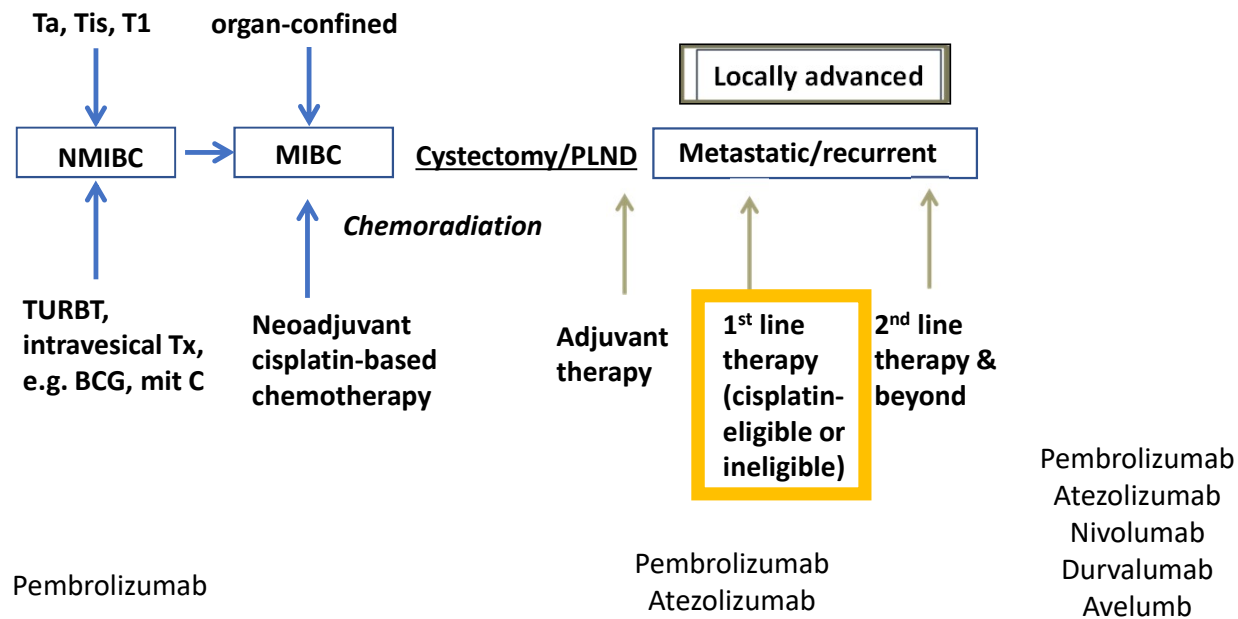 Ta, Tis, T1
organ-confined
Locally advanced
NMIBC
MIBC
Cystectomy/PLND
Metastatic/recurrent
Chemoradiation
TURBT,
intravesical Tx,
e.g. BCG, mit C
Neoadjuvant
cisplatin-based
chemotherapy
Adjuvant
therapy
1st line
therapy
(cisplatin-
eligible or
ineligible)
2nd line
therapy &
beyond
Pembrolizumab
Pembrolizumab
Atezolizumab
Pembrolizumab
Atezolizumab
Nivolumab
Durvalumab
Avelumb